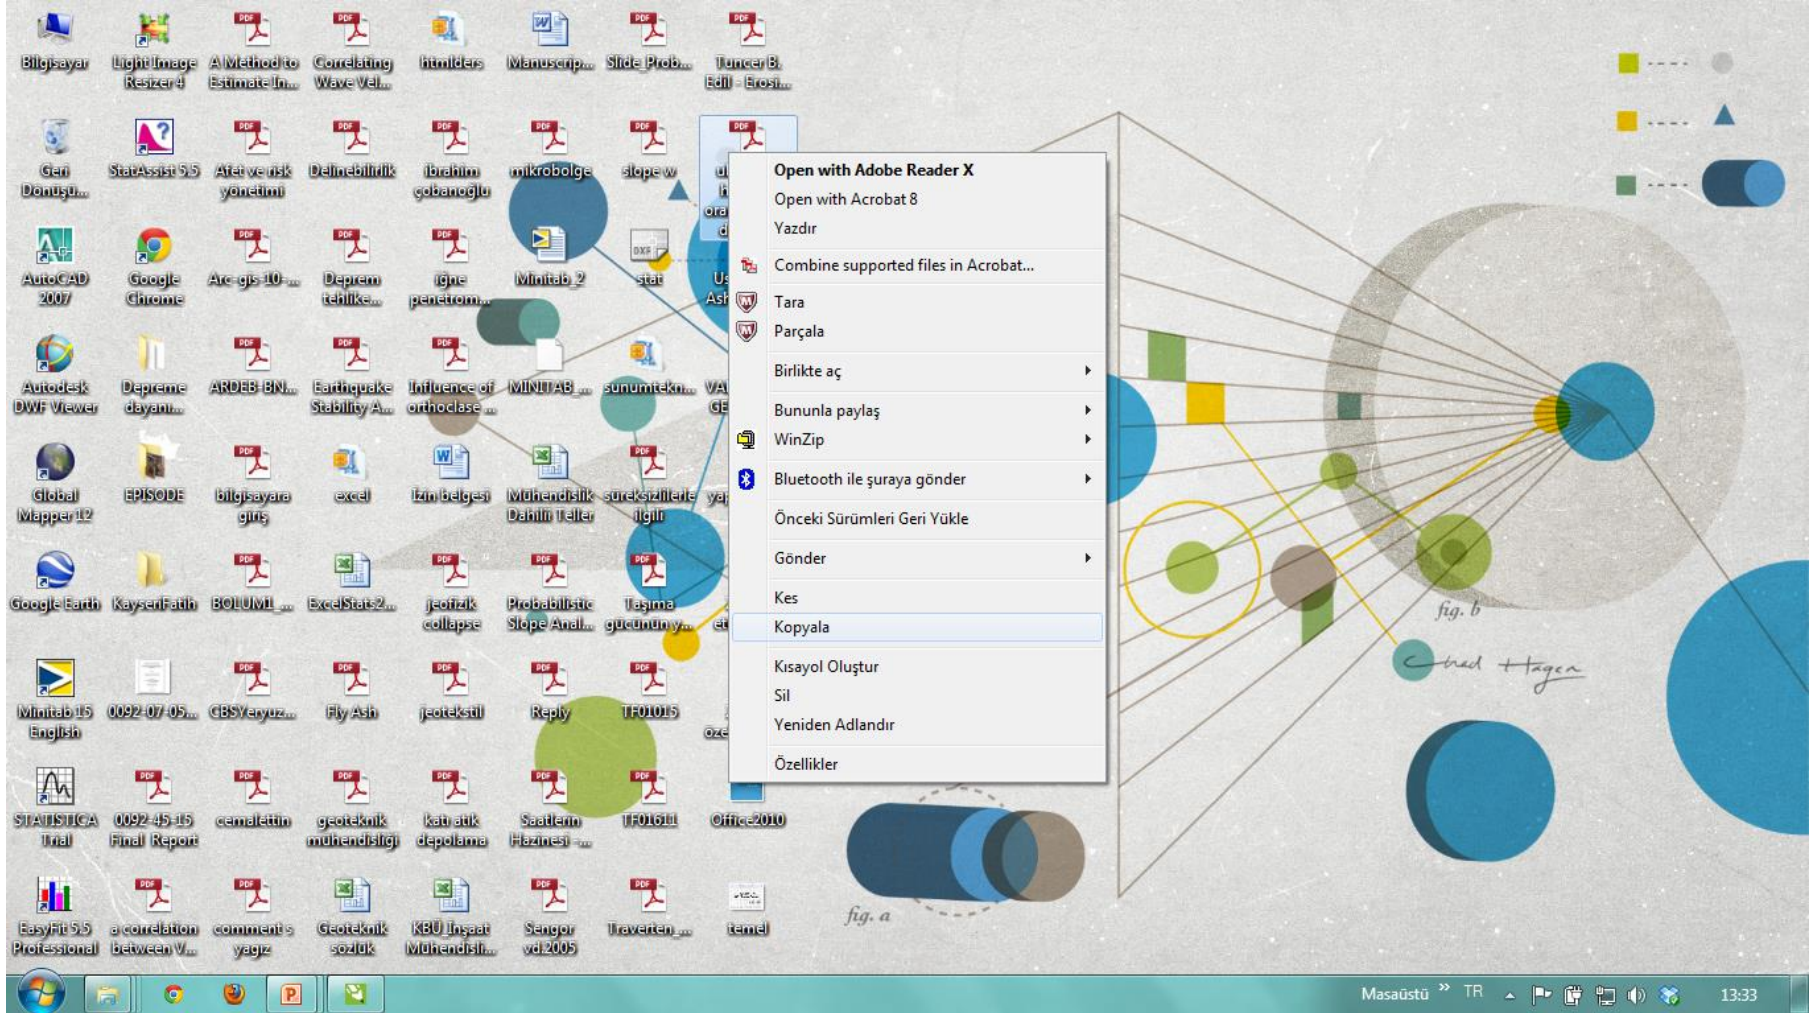 Bilgisayar
Light Image
Resizer 4
A Method to
Estimate In...
Correlating
Wave Vel...
htmlders
Manuscrip...
Slide_Prob...
Tuncer B.
Edil - Erosi...
Geri
Dönüşü...
StatAssist 5.5
Afet ve risk
yönetimi
Delinebilirlik
ibrahim
çobanoğlu
mikrobolge
slope w
AutoCAD
2007
Google
Chrome
Arc-gis-10-...
Deprem
tehlike...
iğne
penetrom...
Minitab_2
DXF
stat
Autodesk
DWF Viewer
Depreme
dayanı...
ARDEB-BN...
Earthquake
Stability A...
Influence of
orthoclase ...
MINITAB_...
sunumtekn...
Global
Mapper 12
EPISODE
bilgisayara
giriş
excel
İzin belgesi
Mühendislik
Dahilii Teller
süreksizlilerle
ilgili
Google Earth
KayseriFatih
BOLUM1_...
ExcelStats2...
jeofizik
collapse
Probabilistic
Slope Anal...
Taşıma
gücünün y...
Minitab 15
English
0092-07-05...
CBSYeryuz...
Fly Ash
jeotekstil
Reply
TF01015
STATISTICA
Trial
0092-45-15
Final Report
cemalettin
geoteknik
mühendisliği
katı atık
depolama
Saatlerin
Hazinesi -...
TF01611
Office2010
EasyFit 5.5
Professional
a correlation
between V...
comment s
yagız
Geoteknik
sözlük
KBÜ_İnşaat
Mühendisli...
Sengor
vd.2005
Traverten_...
temel
Open with Adobe Reader X
Open with Acrobat 8
Yazdır
Combine supported files in Acrobat...
Tara
Parçala
Birlikte aç
Bununla paylaş
WinZip
Bluetooth ile şuraya gönder
Önceki Sürümleri Geri Yükle
Gönder
Kes
Kopyala
Kısayol Oluştur
Sil
Yeniden Adlandır
Özellikler
fig. b
Chad Hagen
fig. a
Masaüstü » TR 13:33